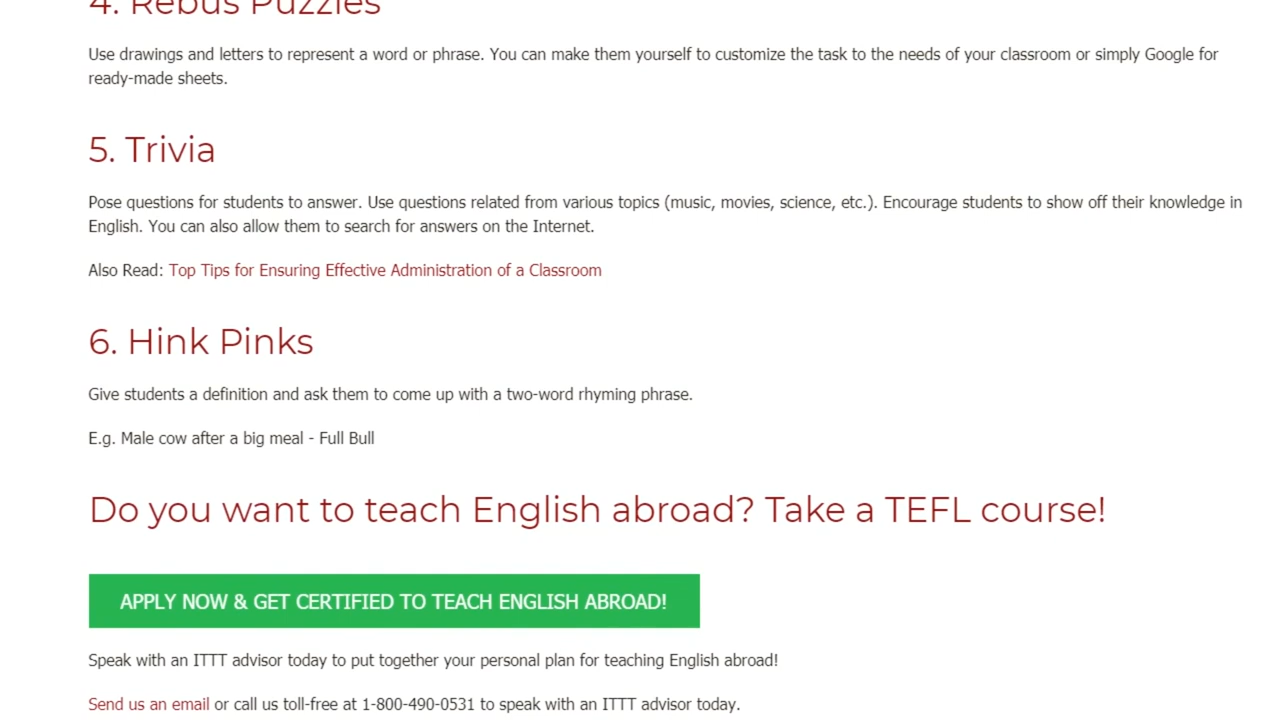 4. Rebus Puzzles
Use drawings and letters to represent a word or phrase. You can make them yourself to customize the task to the needs of your classroom or simply Google for
ready-made sheets.
5. Trivia
Pose questions for students to answer. Use questions related from various topics (music, movies, science, etc.). Encourage students to show off their knowledge in
English. You can also allow them to search for answers on the Internet.
Also Read: Top Tips for Ensuring Effective Administration of a Classroom
6. Hink Pinks
Give students a definition and ask them to come up with a two-word rhyming phrase.
E.g. Male cow after a big meal - Full Bull
Do you want to teach English abroad? Take a TEFL course!
APPLY NOW & GET CERTIFIED TO TEACH ENGLISH ABROAD!
Speak with an ITTT advisor today to put together your personal plan for teaching English abroad!
Send us an email or call us toll-free at 1-800-490-0531 to speak with an ITTT advisor today.